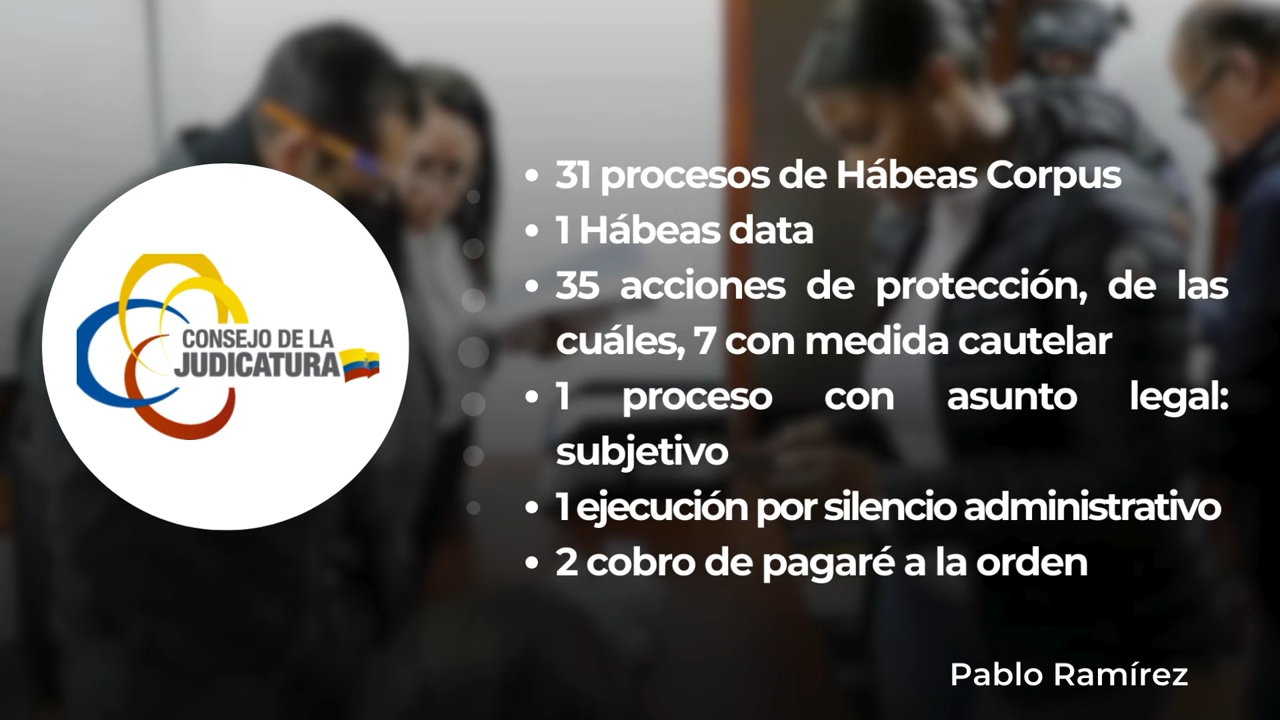 CONSEJO DE LA
JUDICATURA
• 31 procesos de Hábeas Corpus
• 1 Hábeas data
• 35 acciones de protección, de las
cuáles, 7 con medida cautelar
• 1 proceso con asunto legal:
subjetivo
• 1 ejecución por silencio administrativo
• 2 cobro de pagaré a la orden
Pablo Ramírez